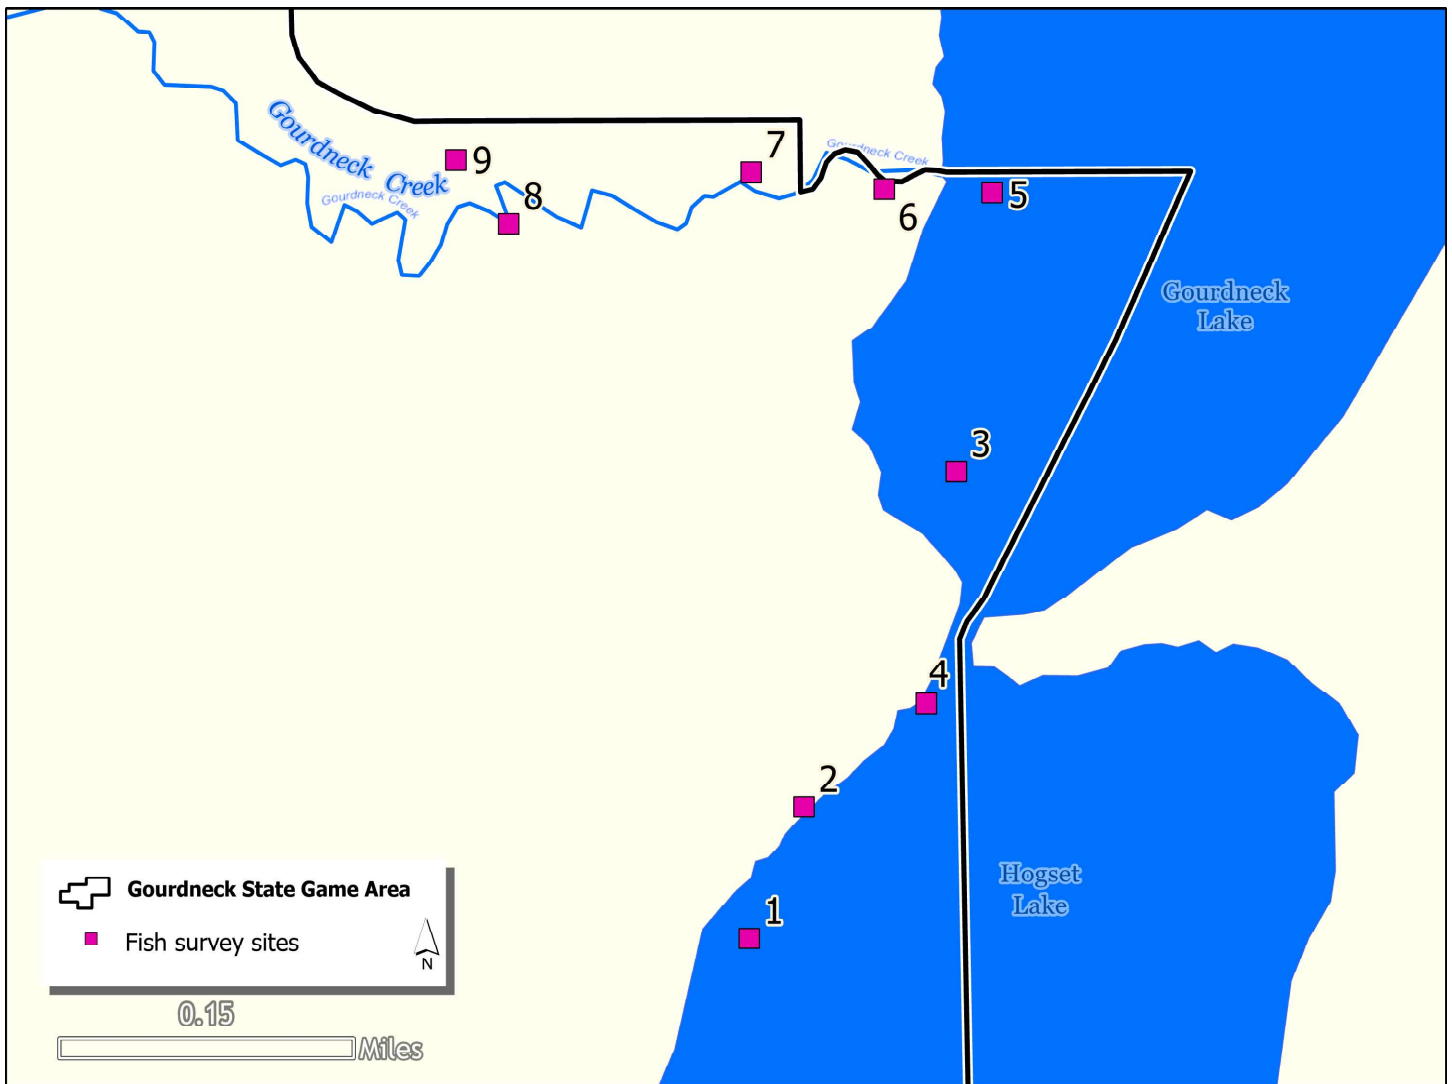 Gourdneck Creek
Gourdneck Creek
Gourdneck Creek
7
9
8
6
5
Gourdneck
Lake
3
4
2
1
Hogset
Lake
Gourdneck State Game Area
Fish survey sites
N
0.15
Miles